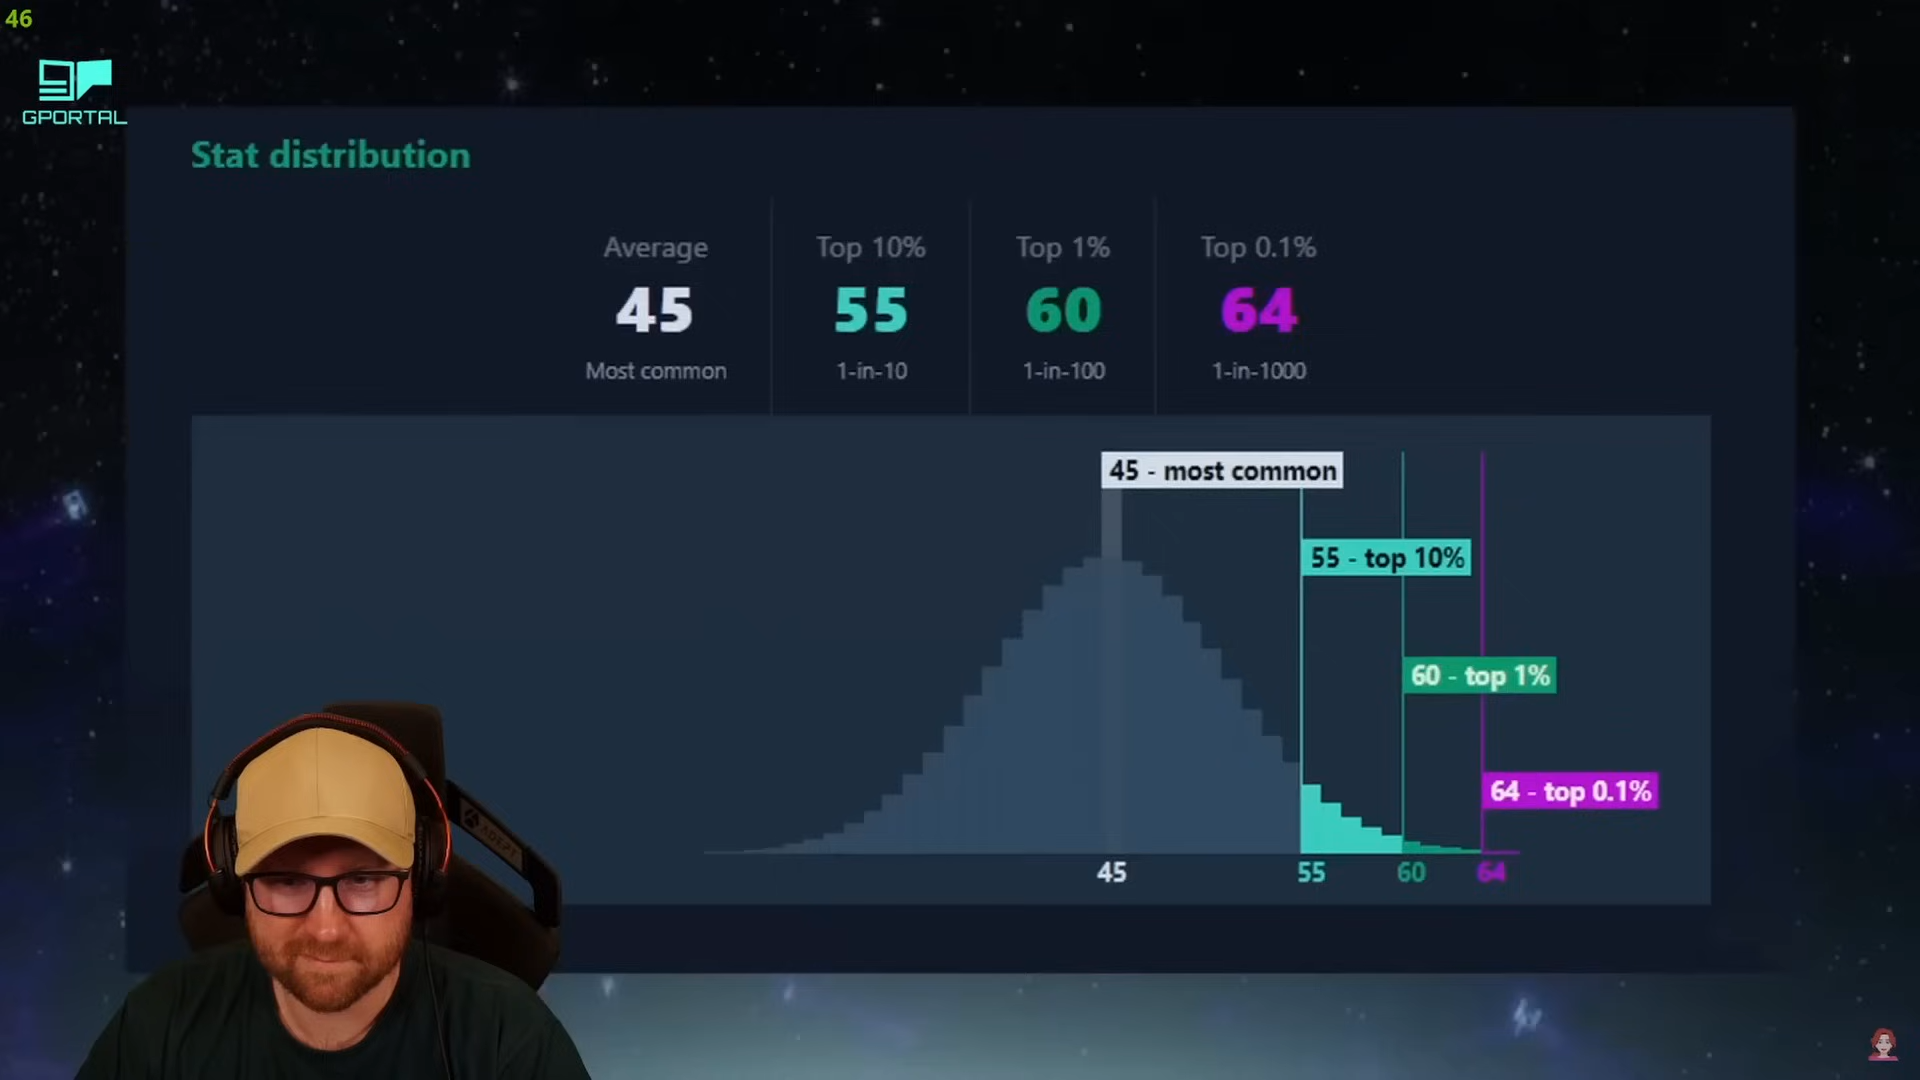 46
GPORTAL
Stat distribution
Average
45
Most common
Top 10%
55
1-in-10
Top 1%
60
1-in-100
Top 0.1%
64
1-in-1000
45 - most common
55 - top 10%
60 - top 1%
64 - top 0.1%
45
55
60
64
ADEPT